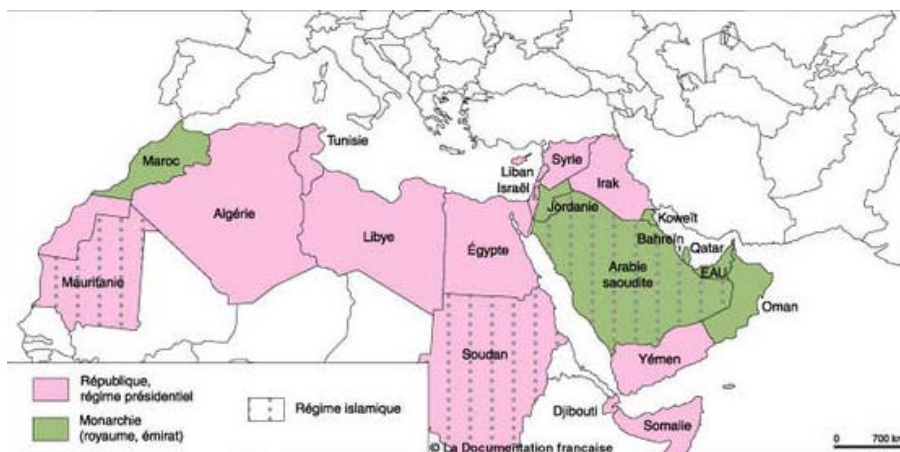 Maroc
Tunisie
Algérie
Libye
Égypte
Mauritanie
Soudan
Liban
Israël
Syrie
Irak
Jordanie
Koweït
Bahreïn
Qatar
EAU
Arabie
saoudite
Oman
Yémen
Djibouti
Somalie
République,
régime présidentiel
Monarchie
(royaume, émirat)
Régime islamique
© La Documentation française
0 700 km